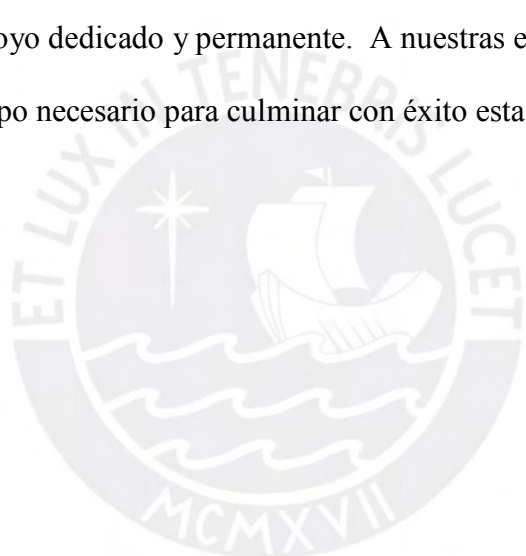 oyo dedicado y permanente. A nuestras e
po necesario para culminar con éxito esta
ET LUX IN TENEBRIS LUCET
MCMXVII